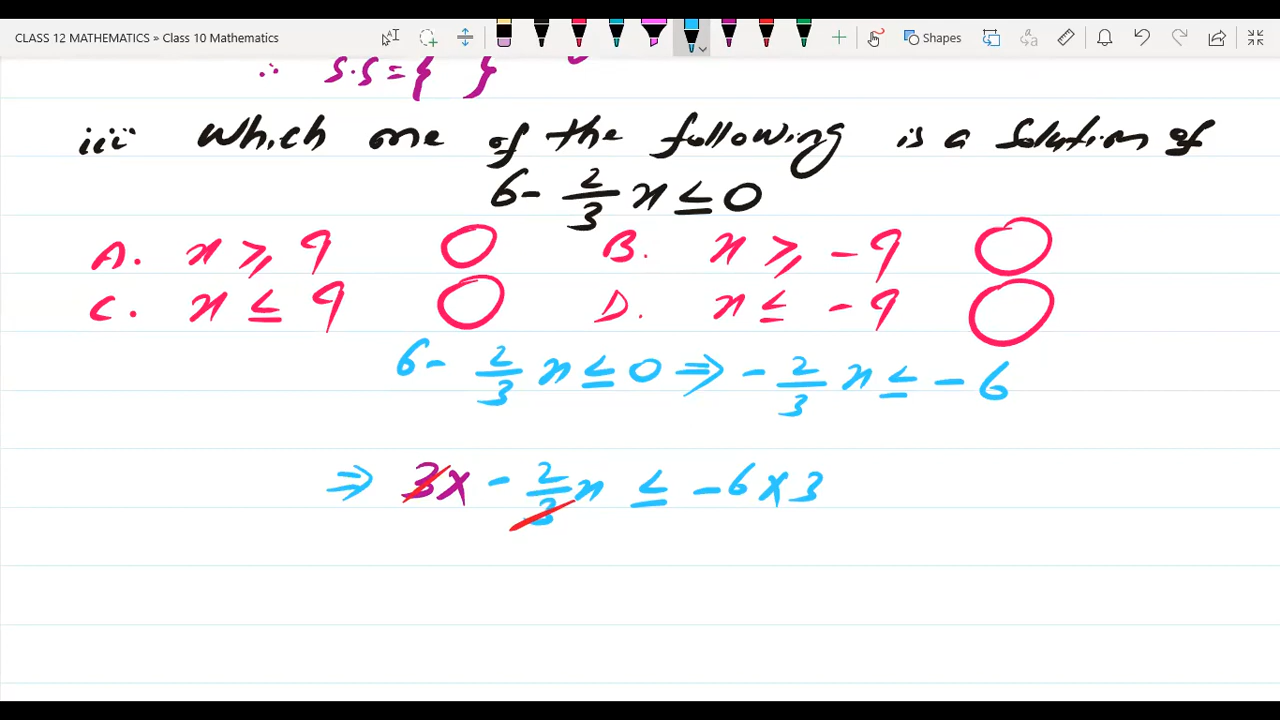 CLASS 12 MATHEMATICS » Class 10 Mathematics Shapes
∴ S.S = { }
iii Which one of the following is a solution of
6 - 2/3 x ≤ 0
A. x ≥ 9 B. x ≥ -9
C. x ≤ 9 D. x ≤ -9
6 - 2/3 x ≤ 0 ⇒ - 2/3 x ≤ -6
⇒ 3 × - 2/3 x ≤ -6 × 3